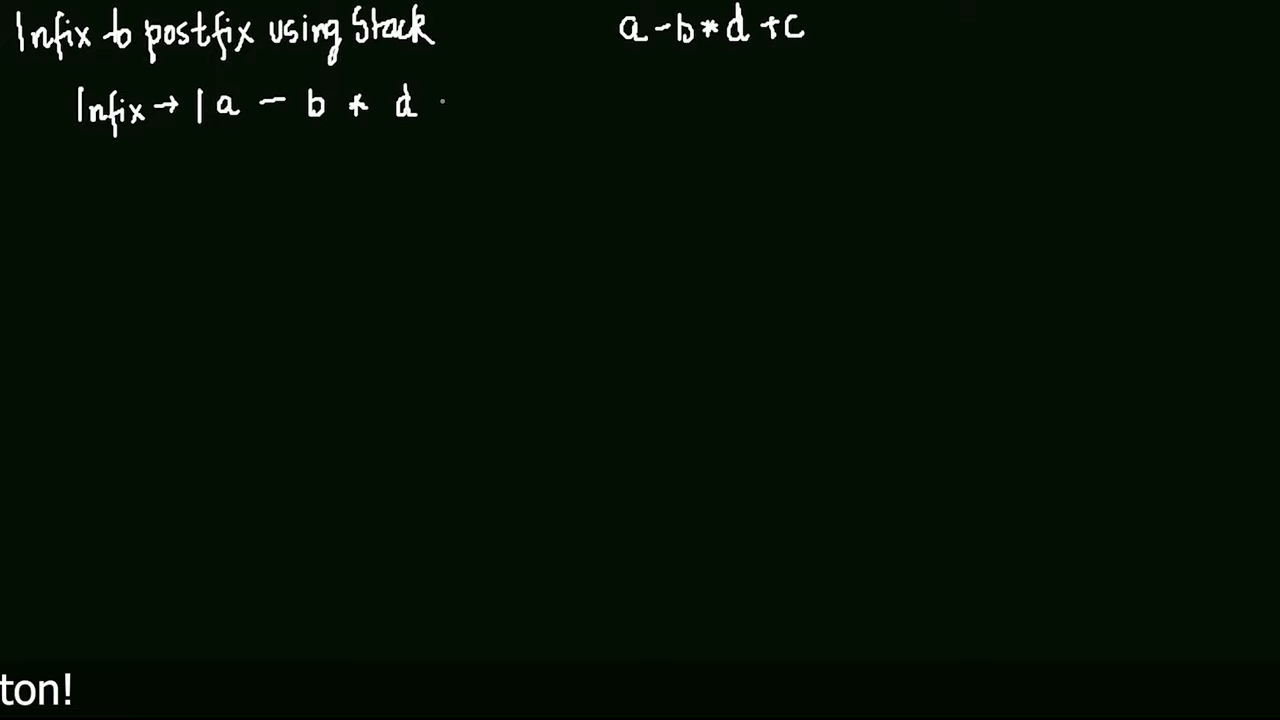 Infix to postfix using Stack
a-b*d+c
Infix → | a - b * d
ton!